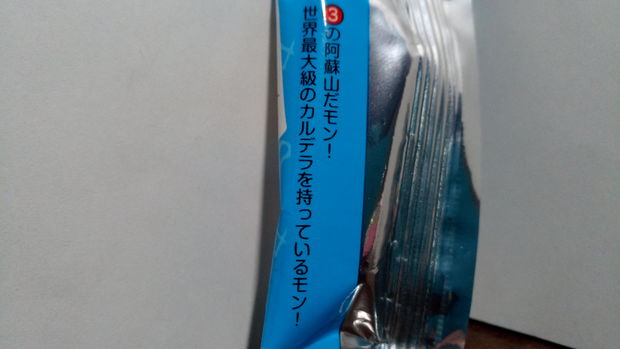 3の阿蘇山だモン！
世界最大級のカルデラを持っているモン！